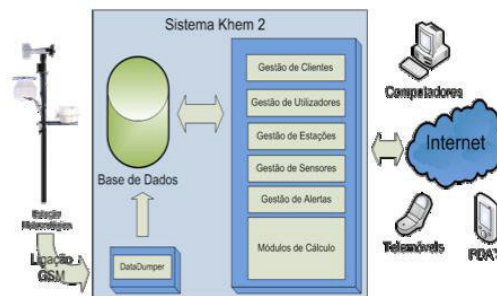 Sistema Khem 2
Gestão de Clientes
Gestão de Utilizadores
Gestão de Estações
Gestão de Sensores
Gestão de Alertas
Módulos de Cálculo
Base de Dados
DataDumper
Ligação
GSM
Computadores
Internet
Telemóveis